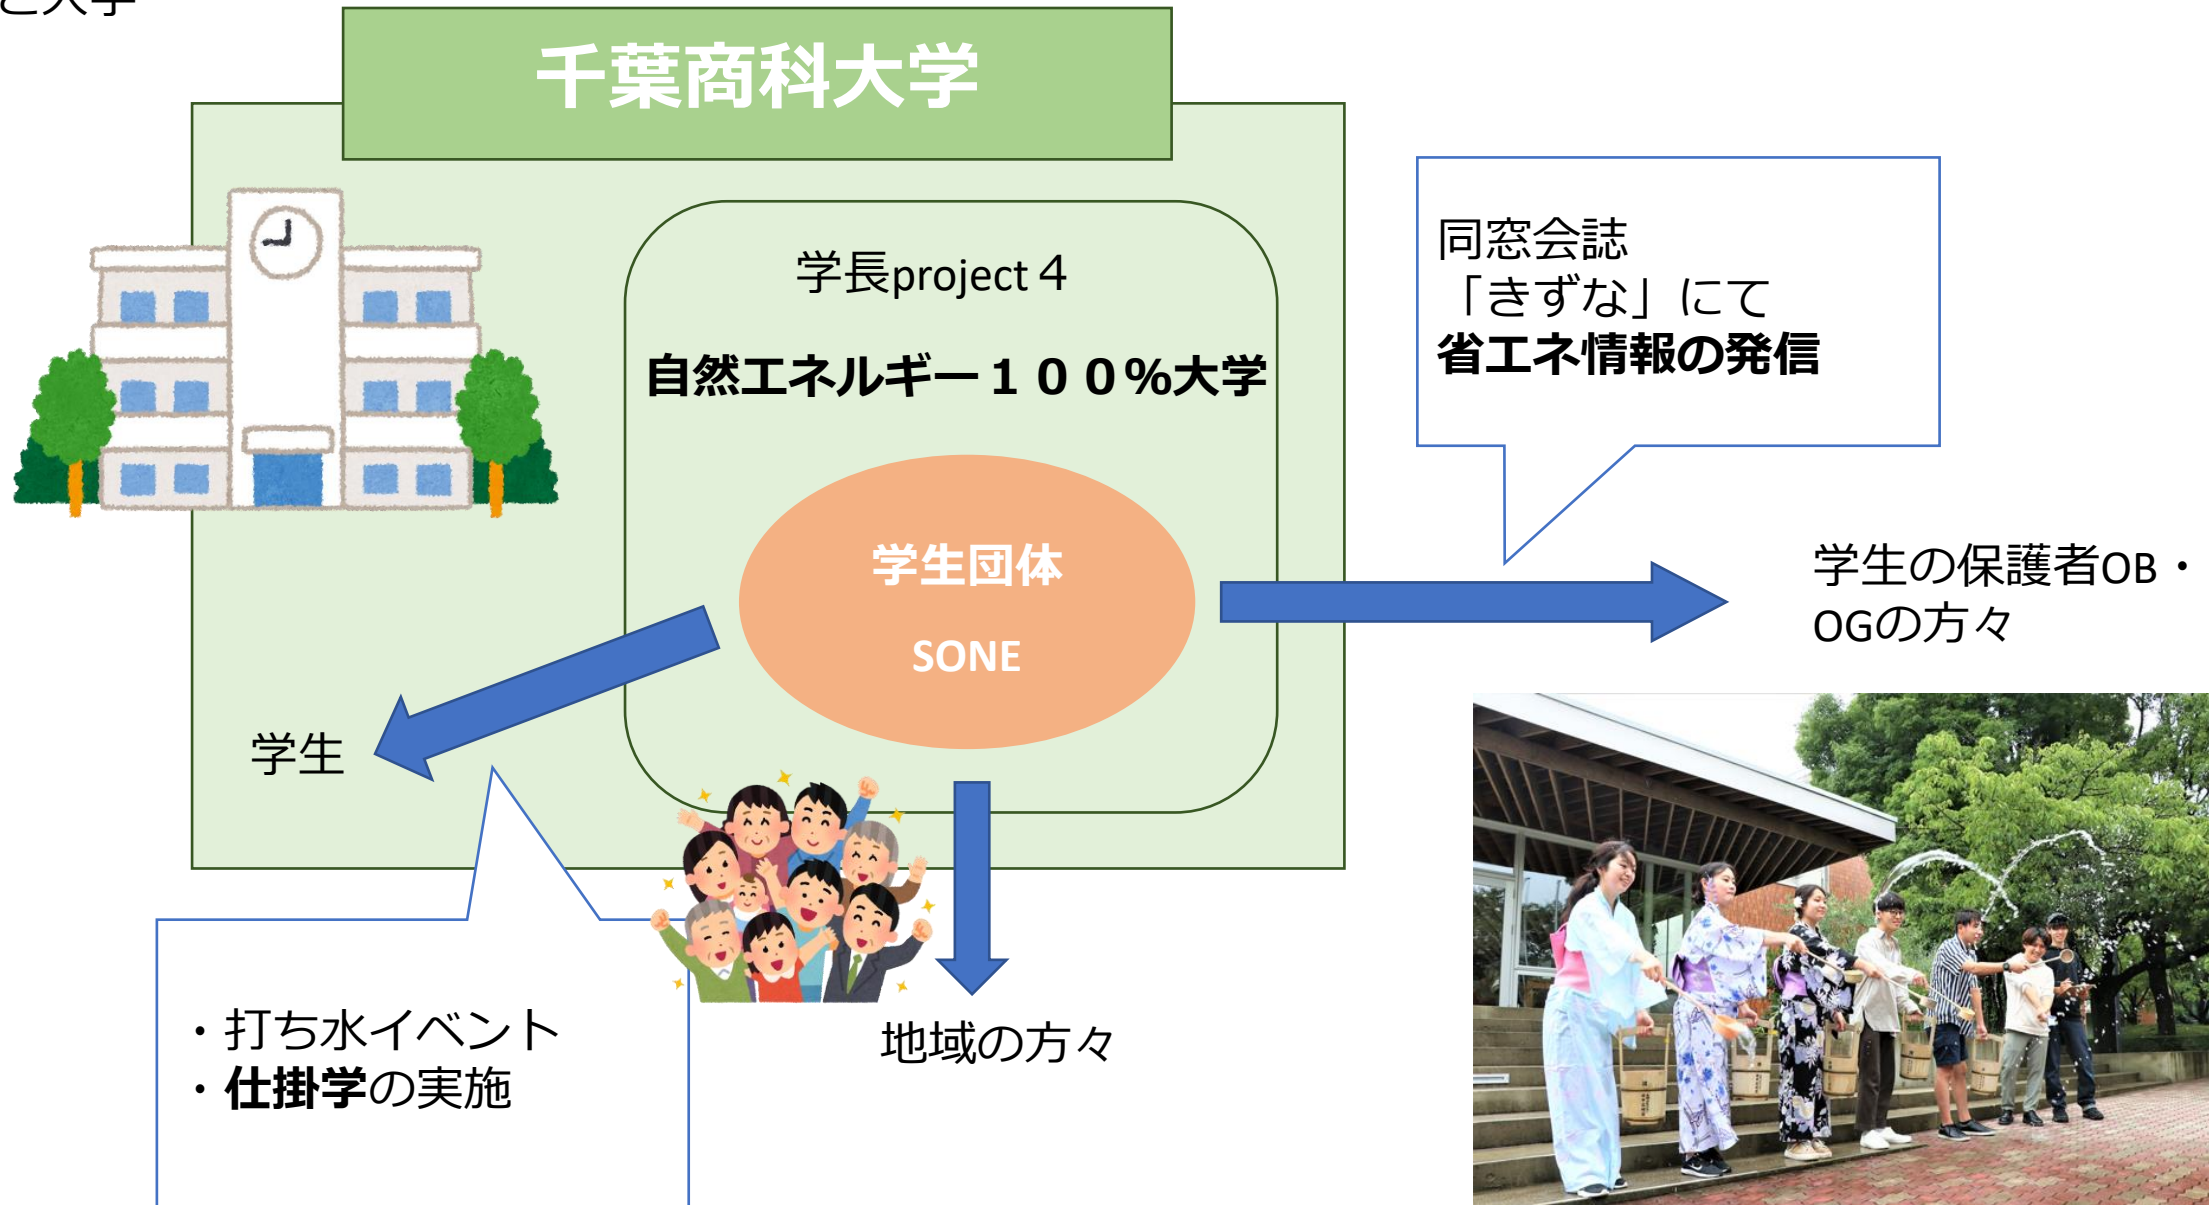 と大学
千葉商科大学
学長project４
自然エネルギー１００％大学
学生団体
SONE
同窓会誌
「きずな」にて
省エネ情報の発信
学生の保護者OB・
OGの方々
学生
・打ち水イベント
・仕掛学の実施
地域の方々